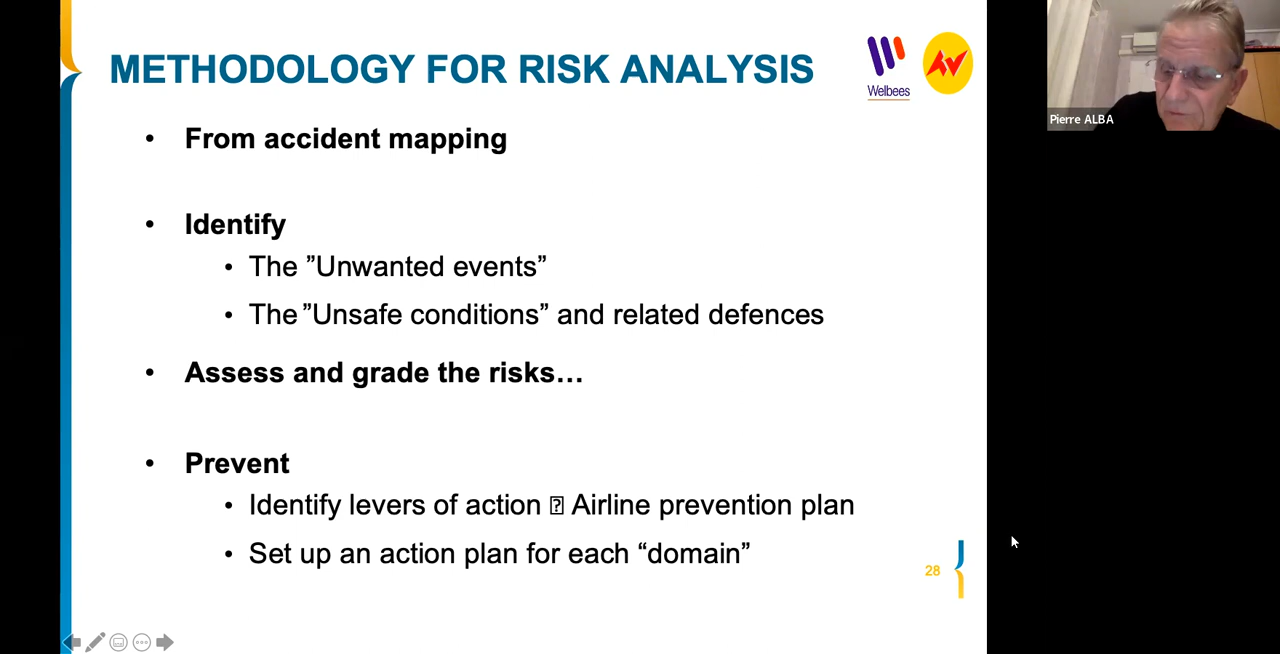 METHODOLOGY FOR RISK ANALYSIS
Welbees
Pierre ALBA
• From accident mapping
• Identify
• The ”Unwanted events”
• The ”Unsafe conditions” and related defences
• Assess and grade the risks…
• Prevent
• Identify levers of action ⍰ Airline prevention plan
• Set up an action plan for each “domain”
28